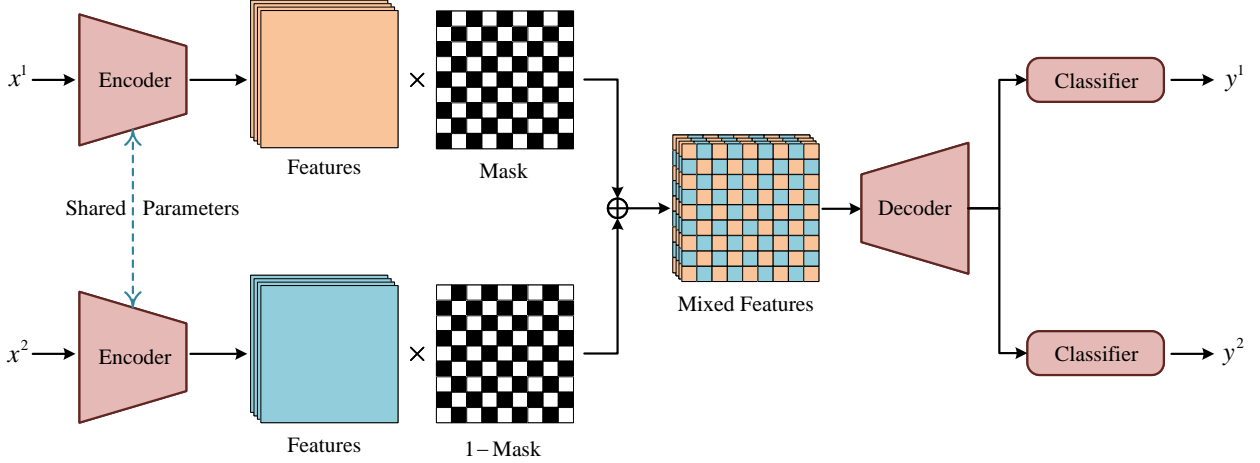 x¹ Encoder Features × Mask
Classifier y¹
Shared Parameters
Mixed Features
Decoder
x² Encoder Features × 1−Mask
Classifier y²